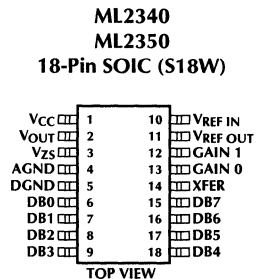 ML2340
ML2350
18-Pin SOIC (S18W)
VCC 1 10 VREF IN
VOUT 2 11 VREF OUT
VZS 3 12 GAIN 1
AGND 4 13 GAIN 0
DGND 5 14 XFER
DB0 6 15 DB7
DB1 7 16 DB6
DB2 8 17 DB5
DB3 9 18 DB4
TOP VIEW